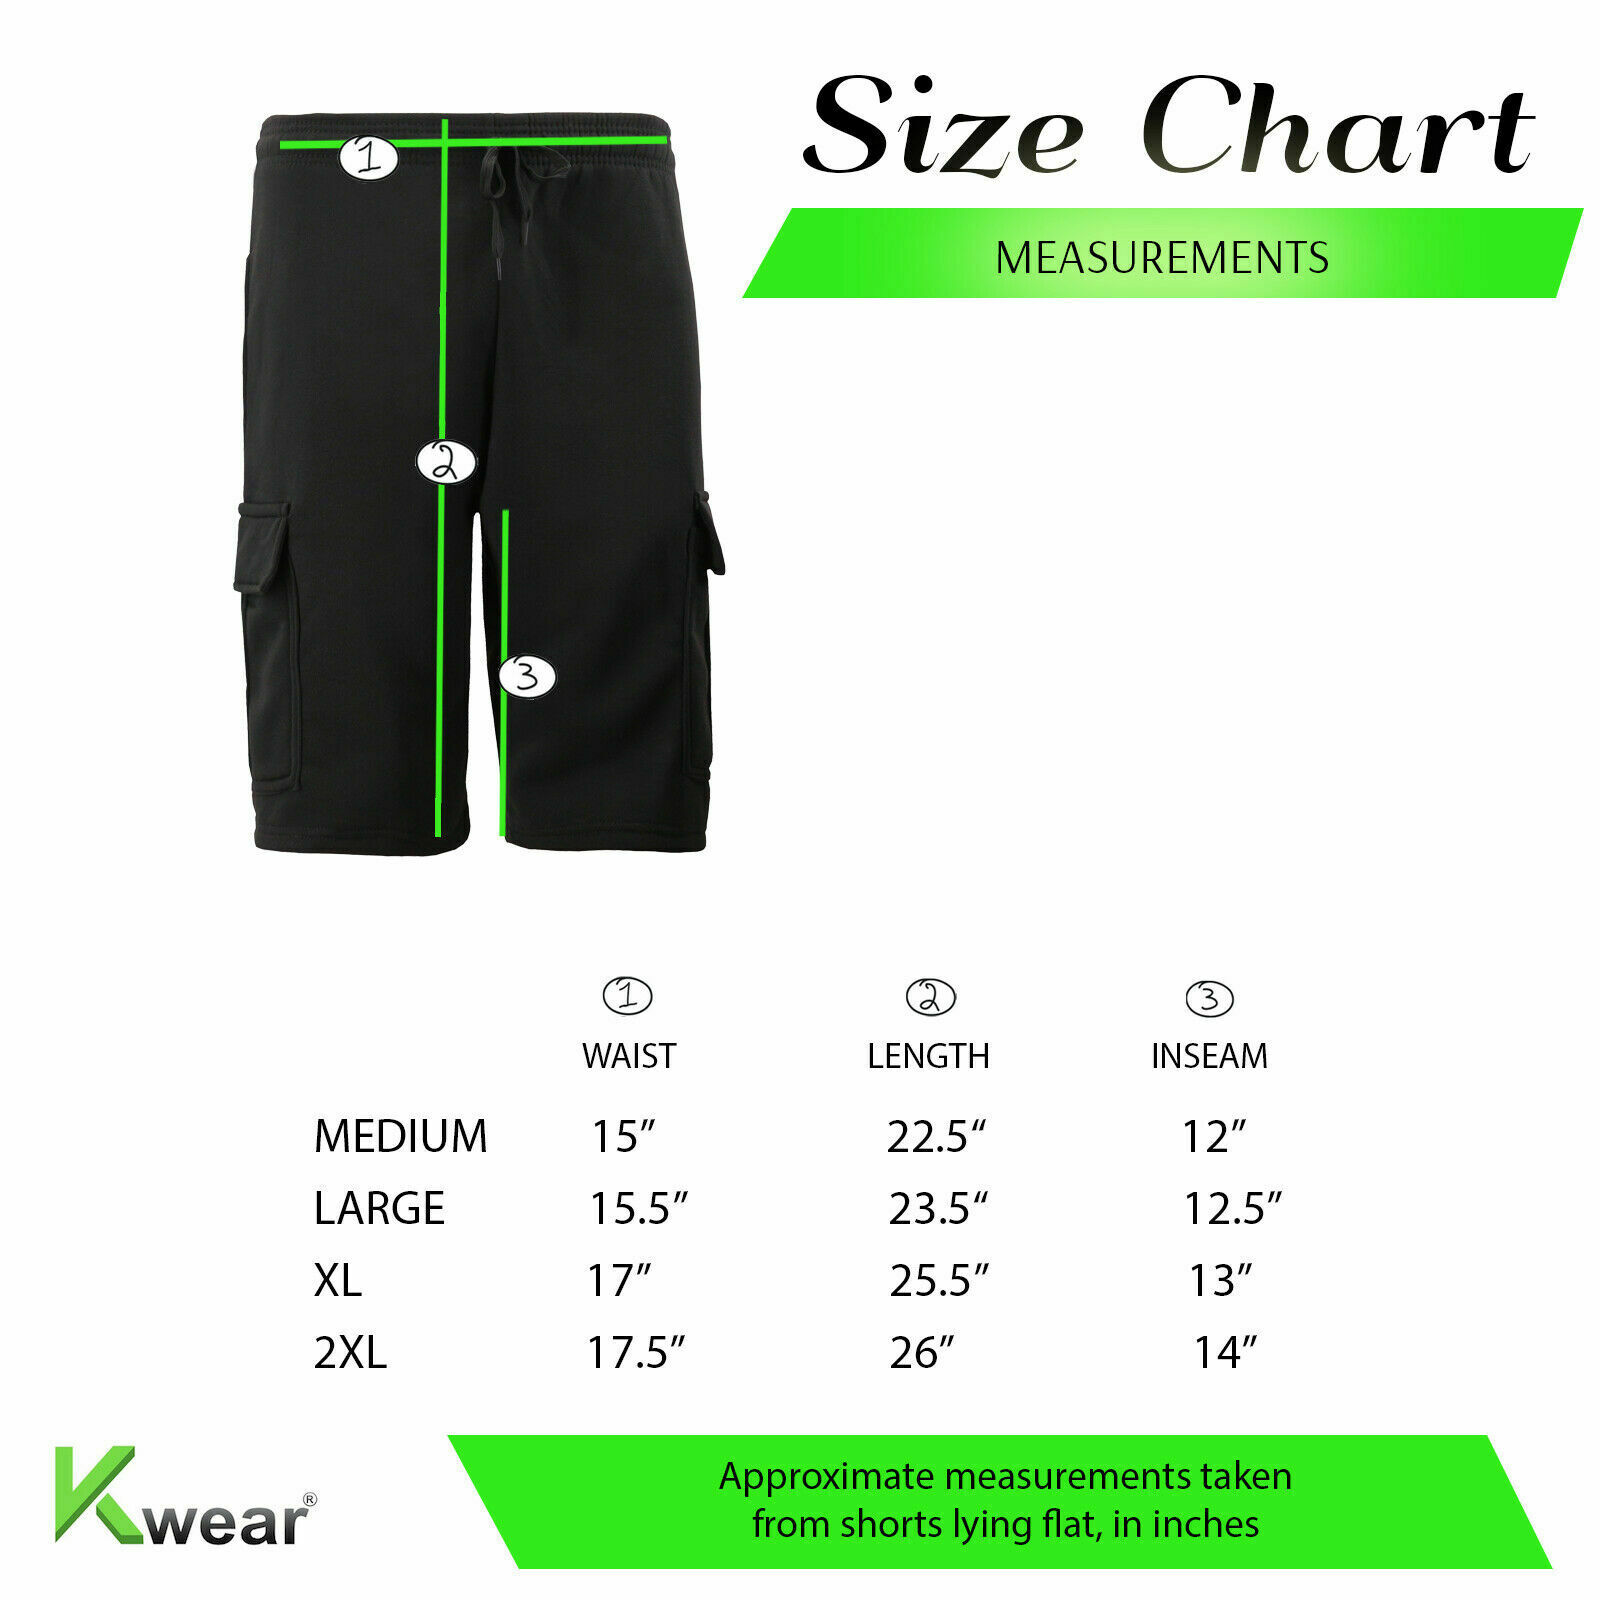 Size Chart
MEASUREMENTS
1
2
3
1 2 3
WAIST LENGTH INSEAM
MEDIUM 15” 22.5“ 12”
LARGE 15.5” 23.5“ 12.5”
XL 17” 25.5” 13”
2XL 17.5” 26” 14”
Kwear®
Approximate measurements taken
from shorts lying flat, in inches